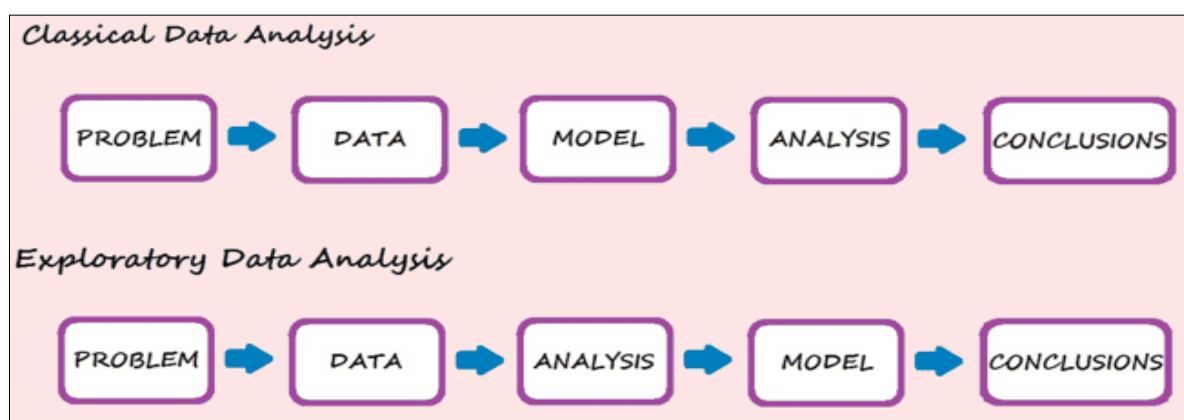 Classical Data Analysis
PROBLEM DATA MODEL ANALYSIS CONCLUSIONS
Exploratory Data Analysis
PROBLEM DATA ANALYSIS MODEL CONCLUSIONS